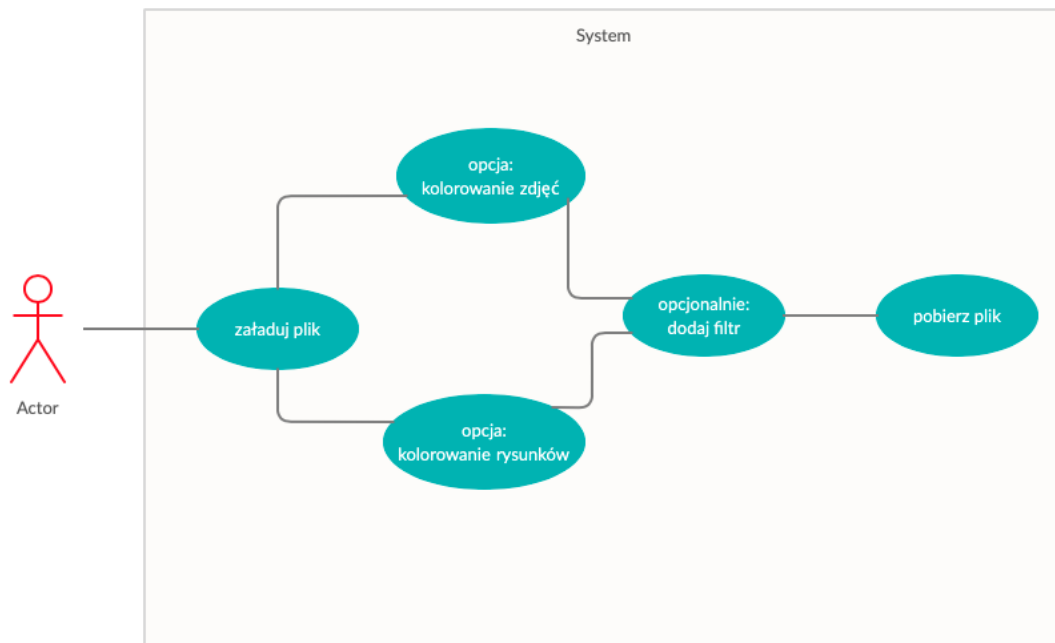 System
opcja:
kolorowanie zdjęć
załaduj plik
opcjonalnie:
dodaj filtr
pobierz plik
Actor
opcja:
kolorowanie rysunków